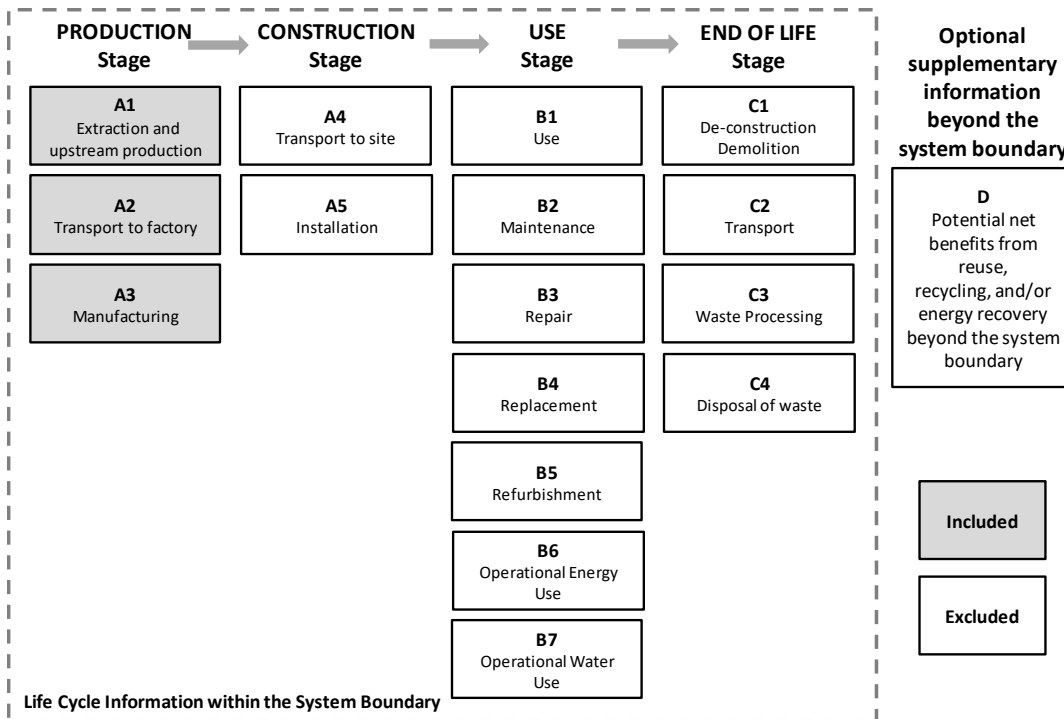 PRODUCTION
Stage
A1
Extraction and
upstream production
A2
Transport to factory
A3
Manufacturing
CONSTRUCTION
Stage
A4
Transport to site
A5
Installation
USE
Stage
B1
Use
B2
Maintenance
B3
Repair
B4
Replacement
B5
Refurbishment
B6
Operational Energy
Use
B7
Operational Water
Use
END OF LIFE
Stage
C1
De-construction
Demolition
C2
Transport
C3
Waste Processing
C4
Disposal of waste
Life Cycle Information within the System Boundary
Optional
supplementary
information
beyond the
system boundary
D
Potential net
benefits from
reuse,
recycling, and/or
energy recovery
beyond the system
boundary
Included
Excluded